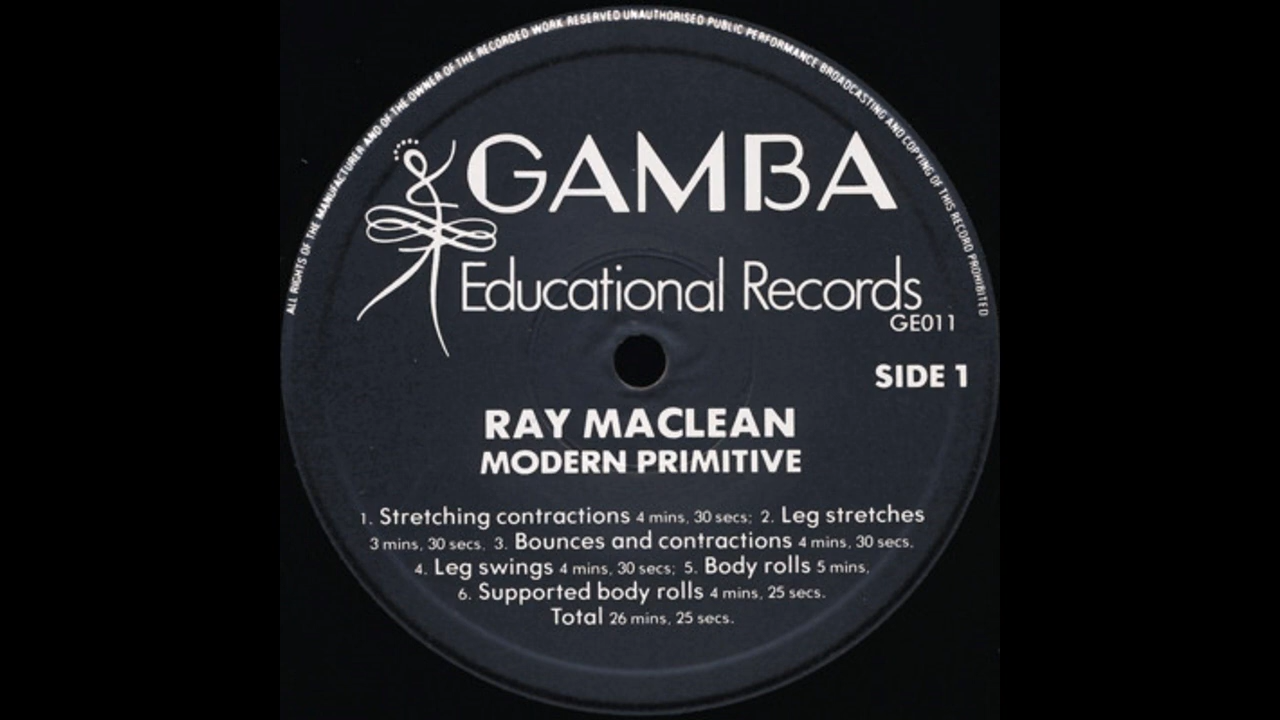 ALL RIGHTS OF THE MANUFACTURER AND OF THE OWNER OF THE RECORDED WORK RESERVED UNAUTHORISED PUBLIC PERFORMANCE BROADCASTING AND COPYING OF THIS RECORD PROHIBITED
GAMBA
Educational Records
GE011
SIDE 1
RAY MACLEAN
MODERN PRIMITIVE
1. Stretching contractions 4 mins, 30 secs; 2. Leg stretches
3 mins, 30 secs, 3. Bounces and contractions 4 mins, 30 secs,
4. Leg swings 4 mins, 30 secs; 5. Body rolls 5 mins,
6. Supported body rolls 4 mins, 25 secs.
Total 26 mins, 25 secs.